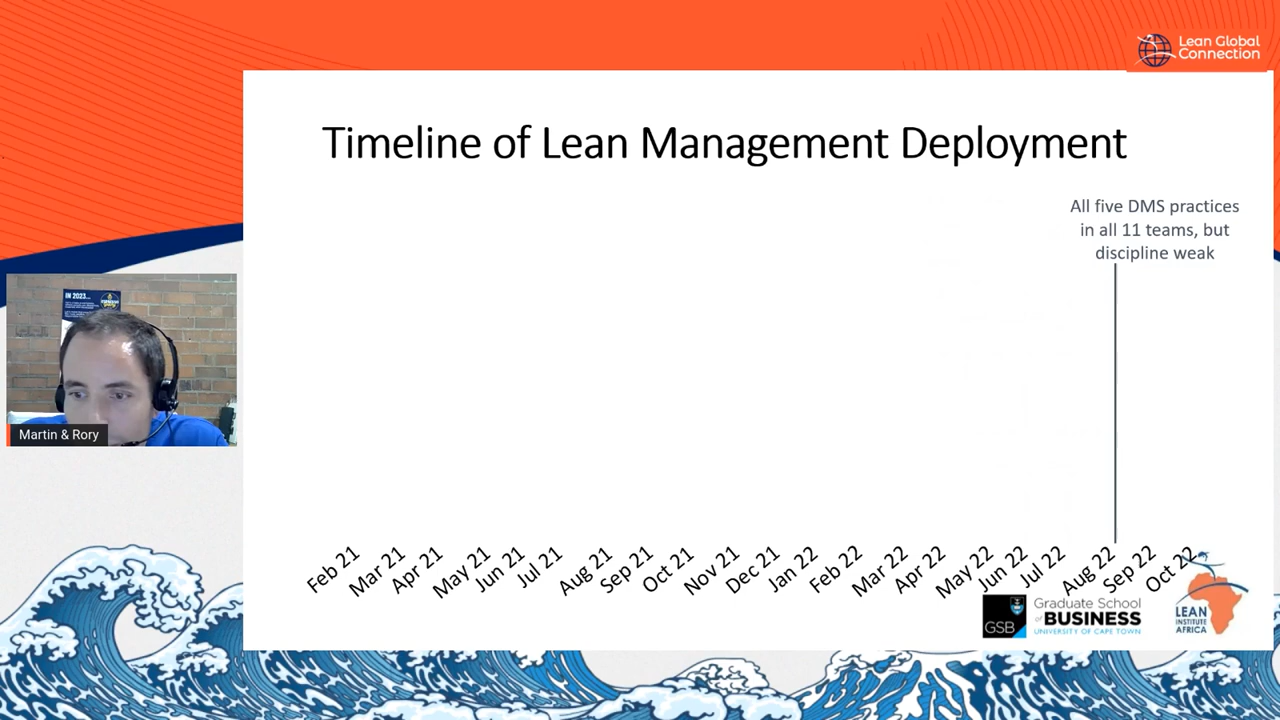 Lean Global
Connection
Timeline of Lean Management Deployment
All five DMS practices
in all 11 teams, but
discipline weak
IN 2023...
Martin & Rory
Feb 21
Mar 21
Apr 21
May 21
Jun 21
Jul 21
Aug 21
Sep 21
Oct 21
Nov 21
Dec 21
Jan 22
Feb 22
Mar 22
Apr 22
May 22
Jun 22
Jul 22
Aug 22
Sep 22
Oct 22
GSB
Graduate School
of BUSINESS
UNIVERSITY OF CAPE TOWN
LEAN
INSTITUTE
AFRICA